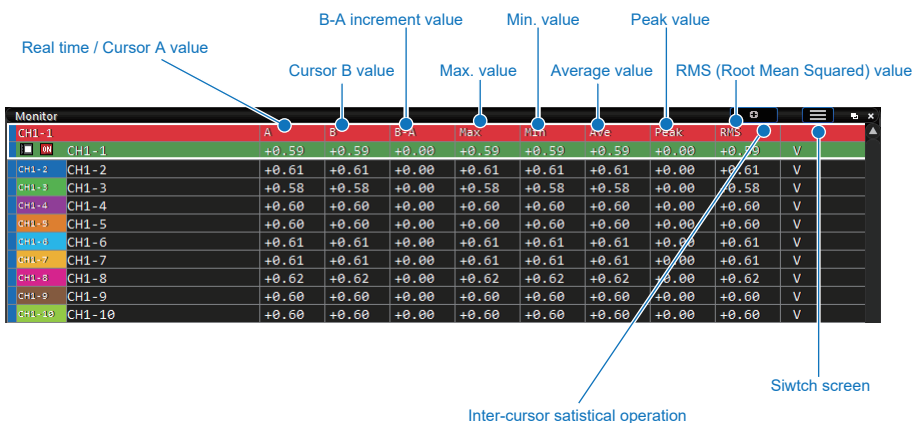 B-A increment value Min. value Peak value
Real time / Cursor A value
Cursor B value Max. value Average value RMS (Root Mean Squared) value
Monitor
CH1-1 A B B-A Max Min Ave Peak RMS
ON CH1-1 +0.59 +0.59 +0.00 +0.59 +0.59 +0.59 +0.00 +0.59 V
CH1-2 CH1-2 +0.61 +0.61 +0.00 +0.61 +0.61 +0.61 +0.00 +0.61 V
CH1-3 CH1-3 +0.58 +0.58 +0.00 +0.58 +0.58 +0.58 +0.00 +0.58 V
CH1-4 CH1-4 +0.60 +0.60 +0.00 +0.60 +0.60 +0.60 +0.00 +0.60 V
CH1-5 CH1-5 +0.60 +0.60 +0.00 +0.60 +0.60 +0.60 +0.00 +0.60 V
CH1-6 CH1-6 +0.61 +0.61 +0.00 +0.61 +0.61 +0.61 +0.00 +0.61 V
CH1-7 CH1-7 +0.61 +0.61 +0.00 +0.61 +0.61 +0.61 +0.00 +0.61 V
CH1-8 CH1-8 +0.62 +0.62 +0.00 +0.62 +0.62 +0.62 +0.00 +0.62 V
CH1-9 CH1-9 +0.60 +0.60 +0.00 +0.60 +0.60 +0.60 +0.00 +0.60 V
CH1-10 CH1-10 +0.60 +0.60 +0.00 +0.60 +0.60 +0.60 +0.00 +0.60 V
Siwtch screen
Inter-cursor satistical operation